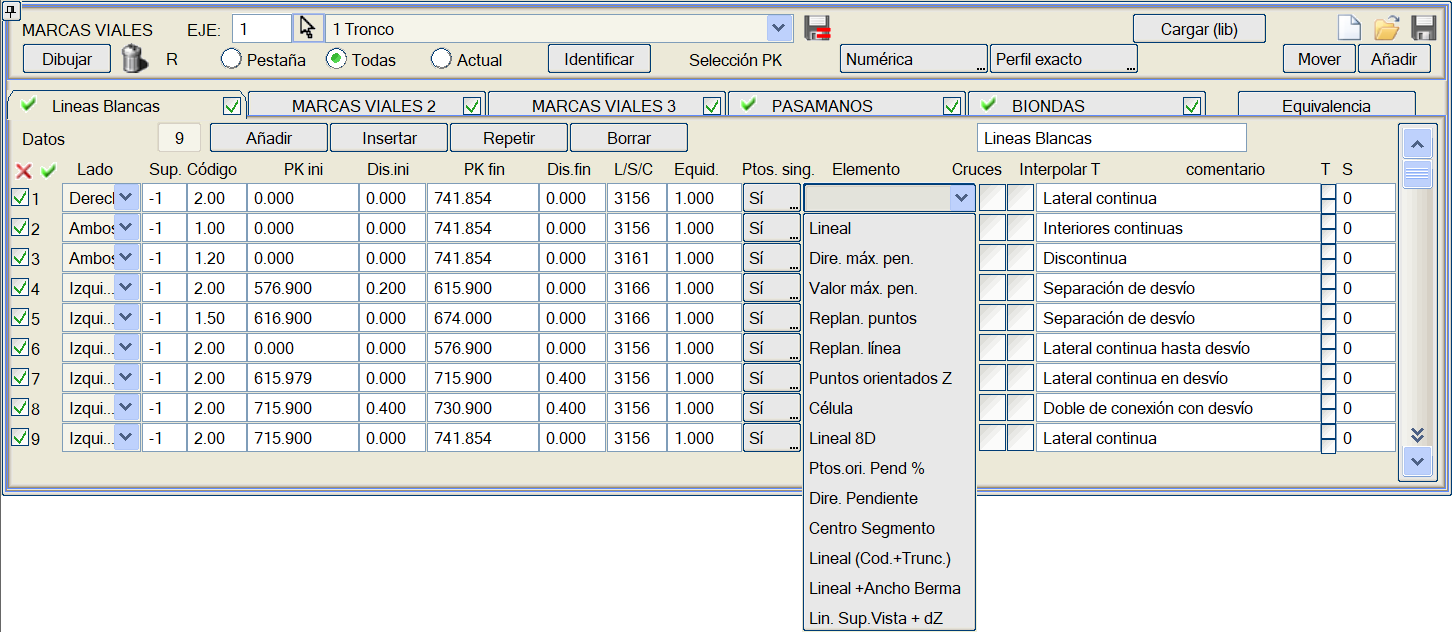 MARCAS VIALES EJE: 1 1 Tronco Cargar (lib)
Dibujar R Pestaña Todas Actual Identificar Selección PK Numérica ... Perfil exacto ... Mover Añadir
Lineas Blancas MARCAS VIALES 2 MARCAS VIALES 3 PASAMANOS BIONDAS Equivalencia
Datos 9 Añadir Insertar Repetir Borrar Lineas Blancas
Lado Sup. Código PK ini Dis.ini PK fin Dis.fin L/S/C Equid. Ptos. sing. Elemento Cruces Interpolar T comentario T S
1 Derecl -1 2.00 0.000 0.000 741.854 0.000 3156 1.000 Sí ... Lateral continua 0
2 Ambos -1 1.00 0.000 0.000 741.854 0.000 3156 1.000 Sí ... Lineal Interiores continuas 0
3 Ambos -1 1.20 0.000 0.000 741.854 0.000 3161 1.000 Sí ... Dire. máx. pen. Discontinua 0
4 Izqui... -1 2.00 576.900 0.200 615.900 0.000 3166 1.000 Sí ... Valor máx. pen. Separación de desvío 0
5 Izqui... -1 1.50 616.900 0.000 674.000 0.000 3166 1.000 Sí ... Replan. puntos Separación de desvío 0
6 Izqui... -1 2.00 0.000 0.000 576.900 0.000 3156 1.000 Sí ... Replan. línea Lateral continua hasta desvío 0
7 Izqui... -1 2.00 615.979 0.000 715.900 0.400 3156 1.000 Sí ... Puntos orientados Z Lateral continua en desvío 0
8 Izqui... -1 2.00 715.900 0.400 730.900 0.400 3156 1.000 Sí ... Célula Doble de conexión con desvío 0
9 Izqui... -1 2.00 715.900 0.000 741.854 0.000 3156 1.000 Sí ... Lineal 8D Lateral continua 0
Ptos.ori. Pend %
Dire. Pendiente
Centro Segmento
Lineal (Cod.+Trunc.)
Lineal +Ancho Berma
Lin. Sup.Vista + dZ